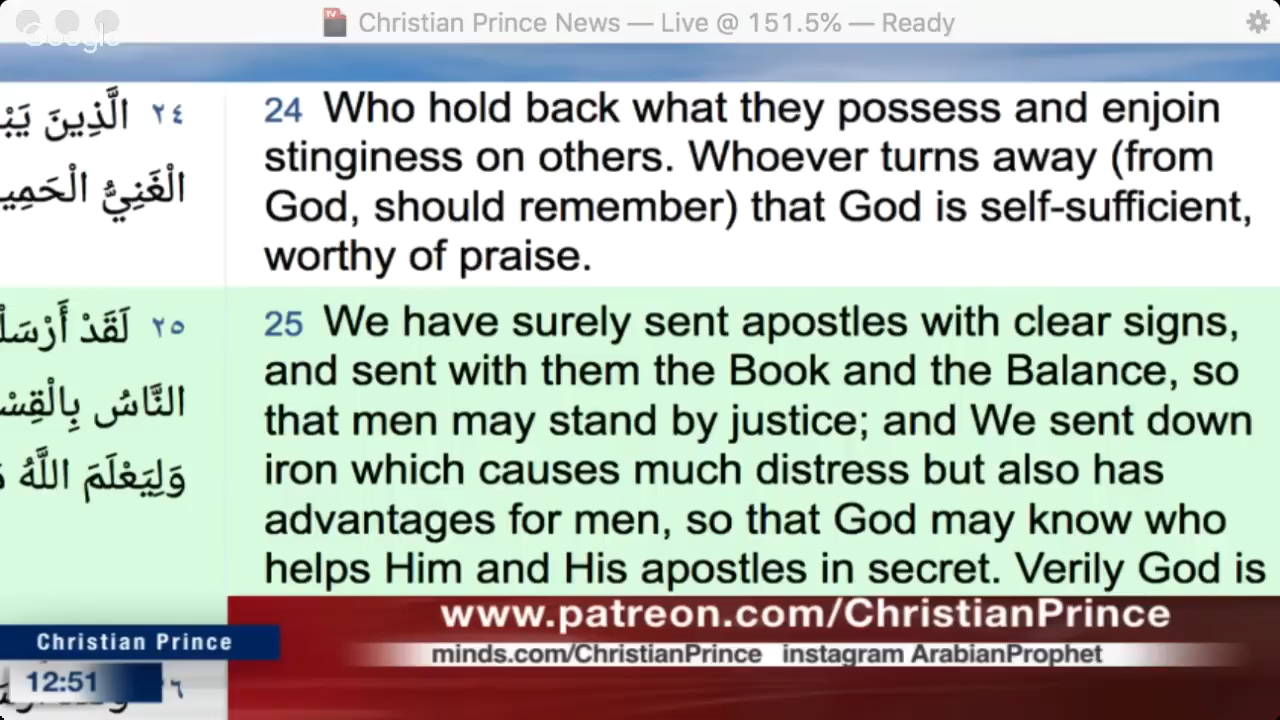 Google
Christian Prince News — Live @ 151.5% — Ready
24 Who hold back what they possess and enjoin
stinginess on others. Whoever turns away (from
God, should remember) that God is self-sufficient,
worthy of praise.
٢٤ الَّذِينَ
الْغَنِيُّ
25 We have surely sent apostles with clear signs,
and sent with them the Book and the Balance, so
that men may stand by justice; and We sent down
iron which causes much distress but also has
advantages for men, so that God may know who
helps Him and His apostles in secret. Verily God is
٢٥ لَقَدْ
النَّاسُ
وَلِيَعْلَمَ اللَّهُ
www.patreon.com/ChristianPrince
minds.com/ChristianPrince instagram ArabianProphet
Christian Prince
12:51